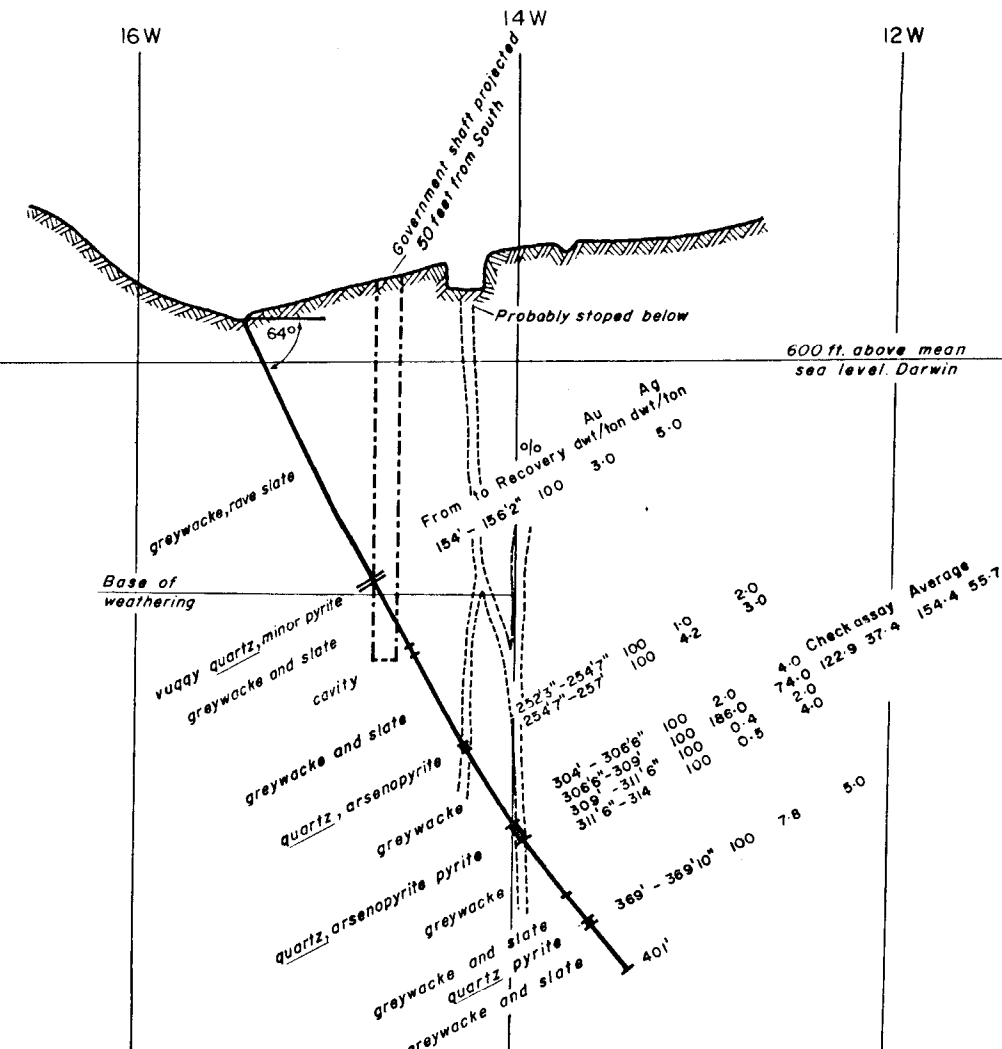 16W
14W
12W
Government shaft projected
50 feet from South
64°
Probably stoped below
600 ft. above mean
sea level. Darwin
% Au Ag
From to Recovery dwt/ton dwt/ton
154' - 156'2" 100 3·0 5·0
greywacke, rave slate
Base of
weathering
vuggy quartz, minor pyrite
greywacke and slate
cavity
252'3"-254'7" 100 1·0 2·0
254'7"-257' 100 4·2 3·0
greywacke and slate
Check assay Average
304' - 306'6" 100 2·0 4·0
306'6"-309' 100 186·0 74·0 122·9 37·4 154·4 55·7
309' - 311'6" 100 0·4 2·0
311'6"-314 100 0·5 4·0
quartz, arsenopyrite
greywacke
quartz, arsenopyrite pyrite
greywacke
369' - 369'10" 100 7·8 5·0
greywacke and slate
quartz pyrite
greywacke and slate
401'